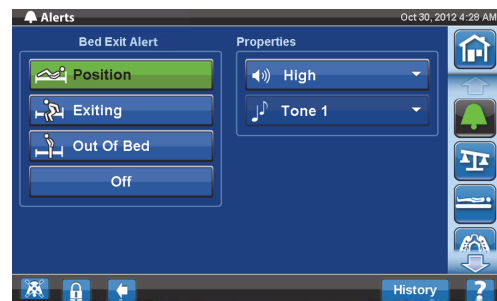 Alerts Oct 30, 2012 4:28 AM
Bed Exit Alert
Position
Exiting
Out Of Bed
Off
Properties
High
Tone 1
History ?